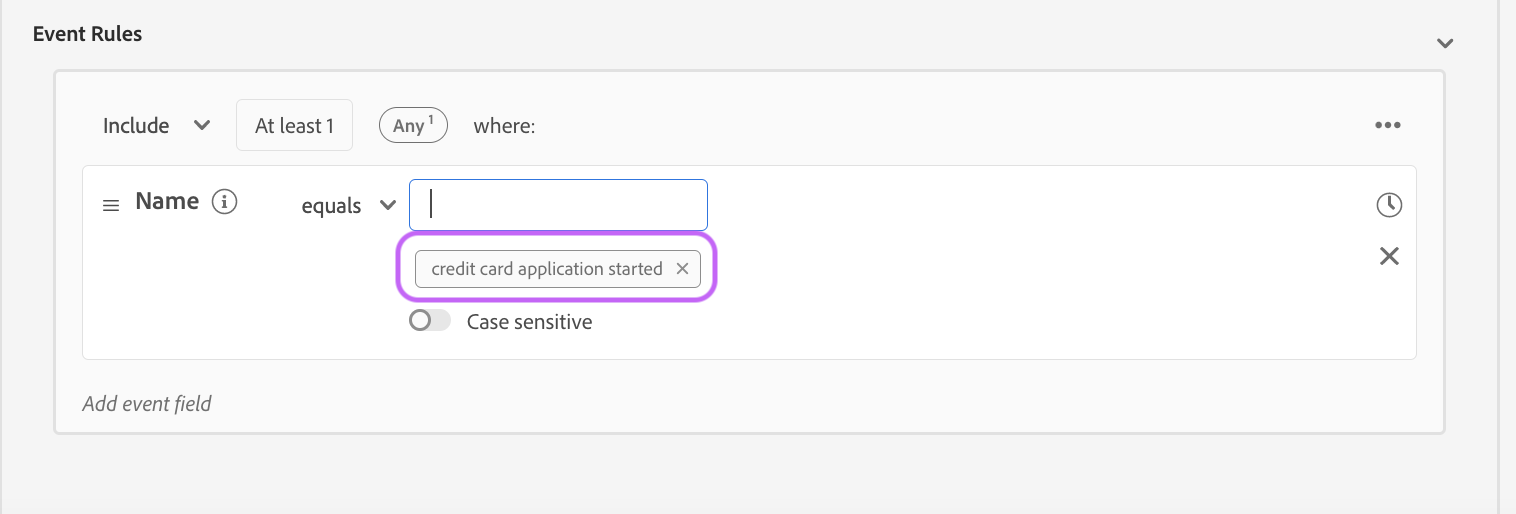 Event Rules
Include At least 1 Any 1 where:
Name equals
credit card application started
Case sensitive
Add event field